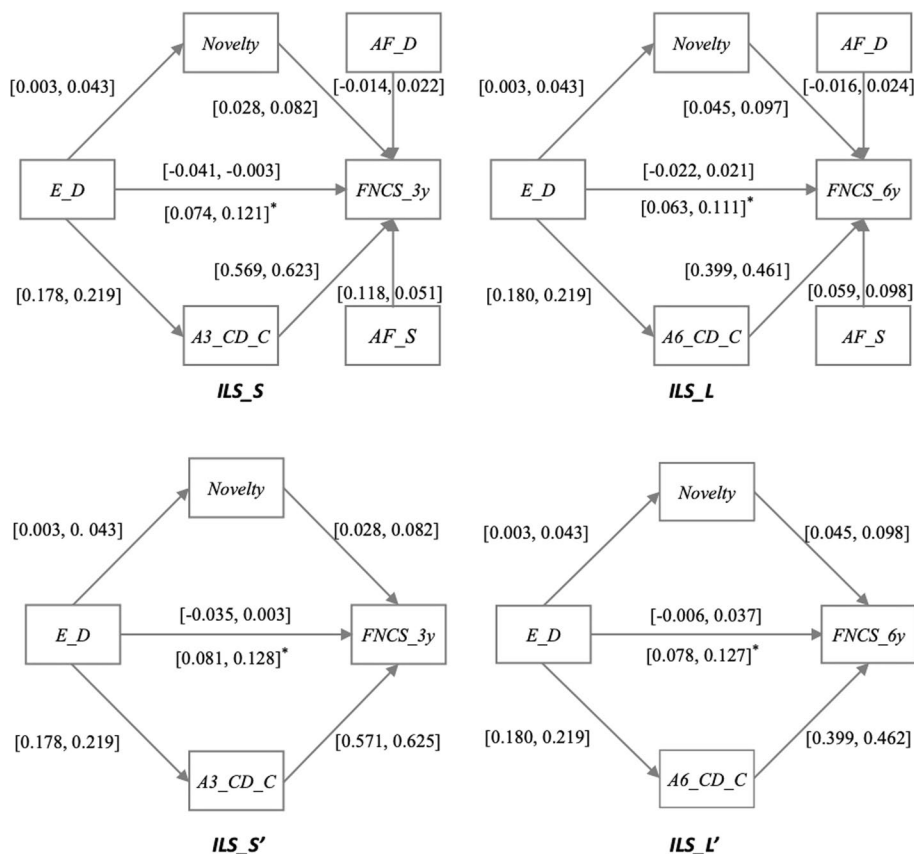 Novelty
AF_D
[0.003, 0.043]
[0.028, 0.082]
[-0.014, 0.022]
[-0.041, -0.003]
E_D
FNCS_3y
[0.074, 0.121]*
[0.178, 0.219]
[0.569, 0.623]
[0.118, 0.051]
A3_CD_C
AF_S
ILS_S
Novelty
AF_D
[0.003, 0.043]
[0.045, 0.097]
[-0.016, 0.024]
[-0.022, 0.021]
E_D
FNCS_6y
[0.063, 0.111]*
[0.180, 0.219]
[0.399, 0.461]
[0.059, 0.098]
A6_CD_C
AF_S
ILS_L
Novelty
[0.003, 0. 043]
[0.028, 0.082]
[-0.035, 0.003]
E_D
FNCS_3y
[0.081, 0.128]*
[0.178, 0.219]
[0.571, 0.625]
A3_CD_C
ILS_S’
Novelty
[0.003, 0.043]
[0.045, 0.098]
[-0.006, 0.037]
E_D
FNCS_6y
[0.078, 0.127]*
[0.180, 0.219]
[0.399, 0.462]
A6_CD_C
ILS_L’